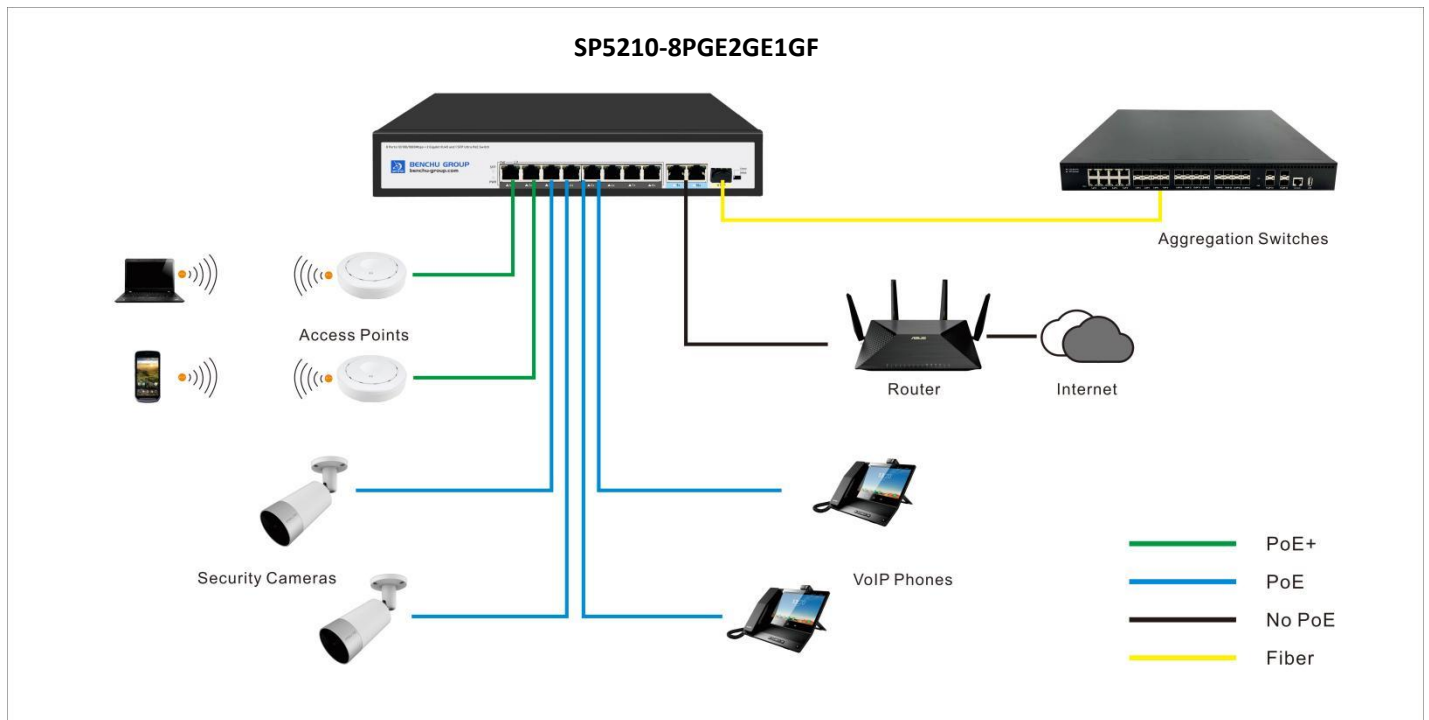 SP5210-8PGE2GE1GF
BENCHU GROUP
benchu-group.com
Aggregation Switches
Access Points
Router
Internet
Security Cameras
VoIP Phones
PoE+
PoE
No PoE
Fiber